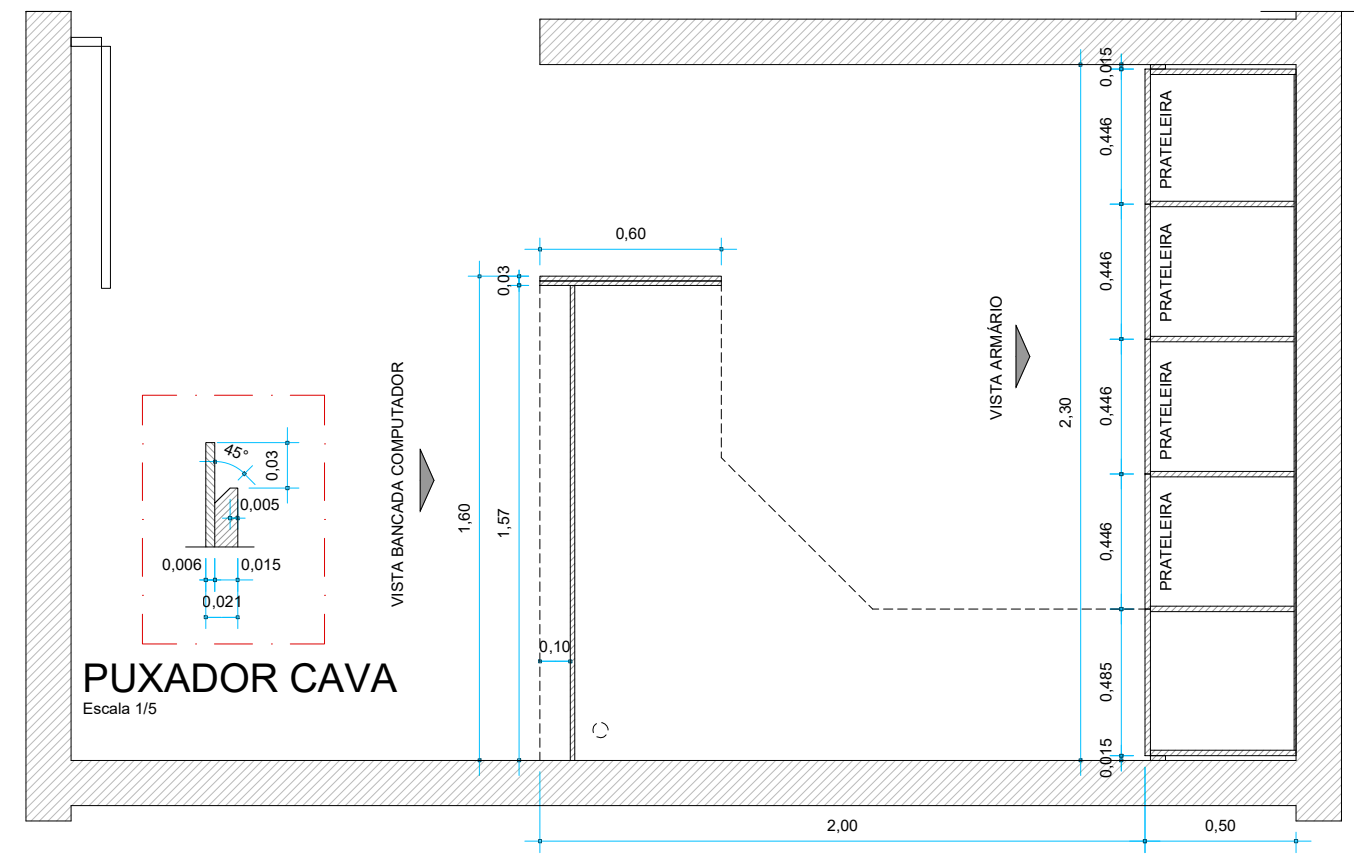 0,60
0,03
1,60
1,57
0,10
VISTA BANCADA COMPUTADOR
45°
0,03
0,005
0,006
0,015
0,021
PUXADOR CAVA
Escala 1/5
VISTA ARMÁRIO
2,30
0,015
0,446
0,446
0,446
0,446
0,485
0,015
PRATELEIRA
PRATELEIRA
PRATELEIRA
PRATELEIRA
2,00
0,50